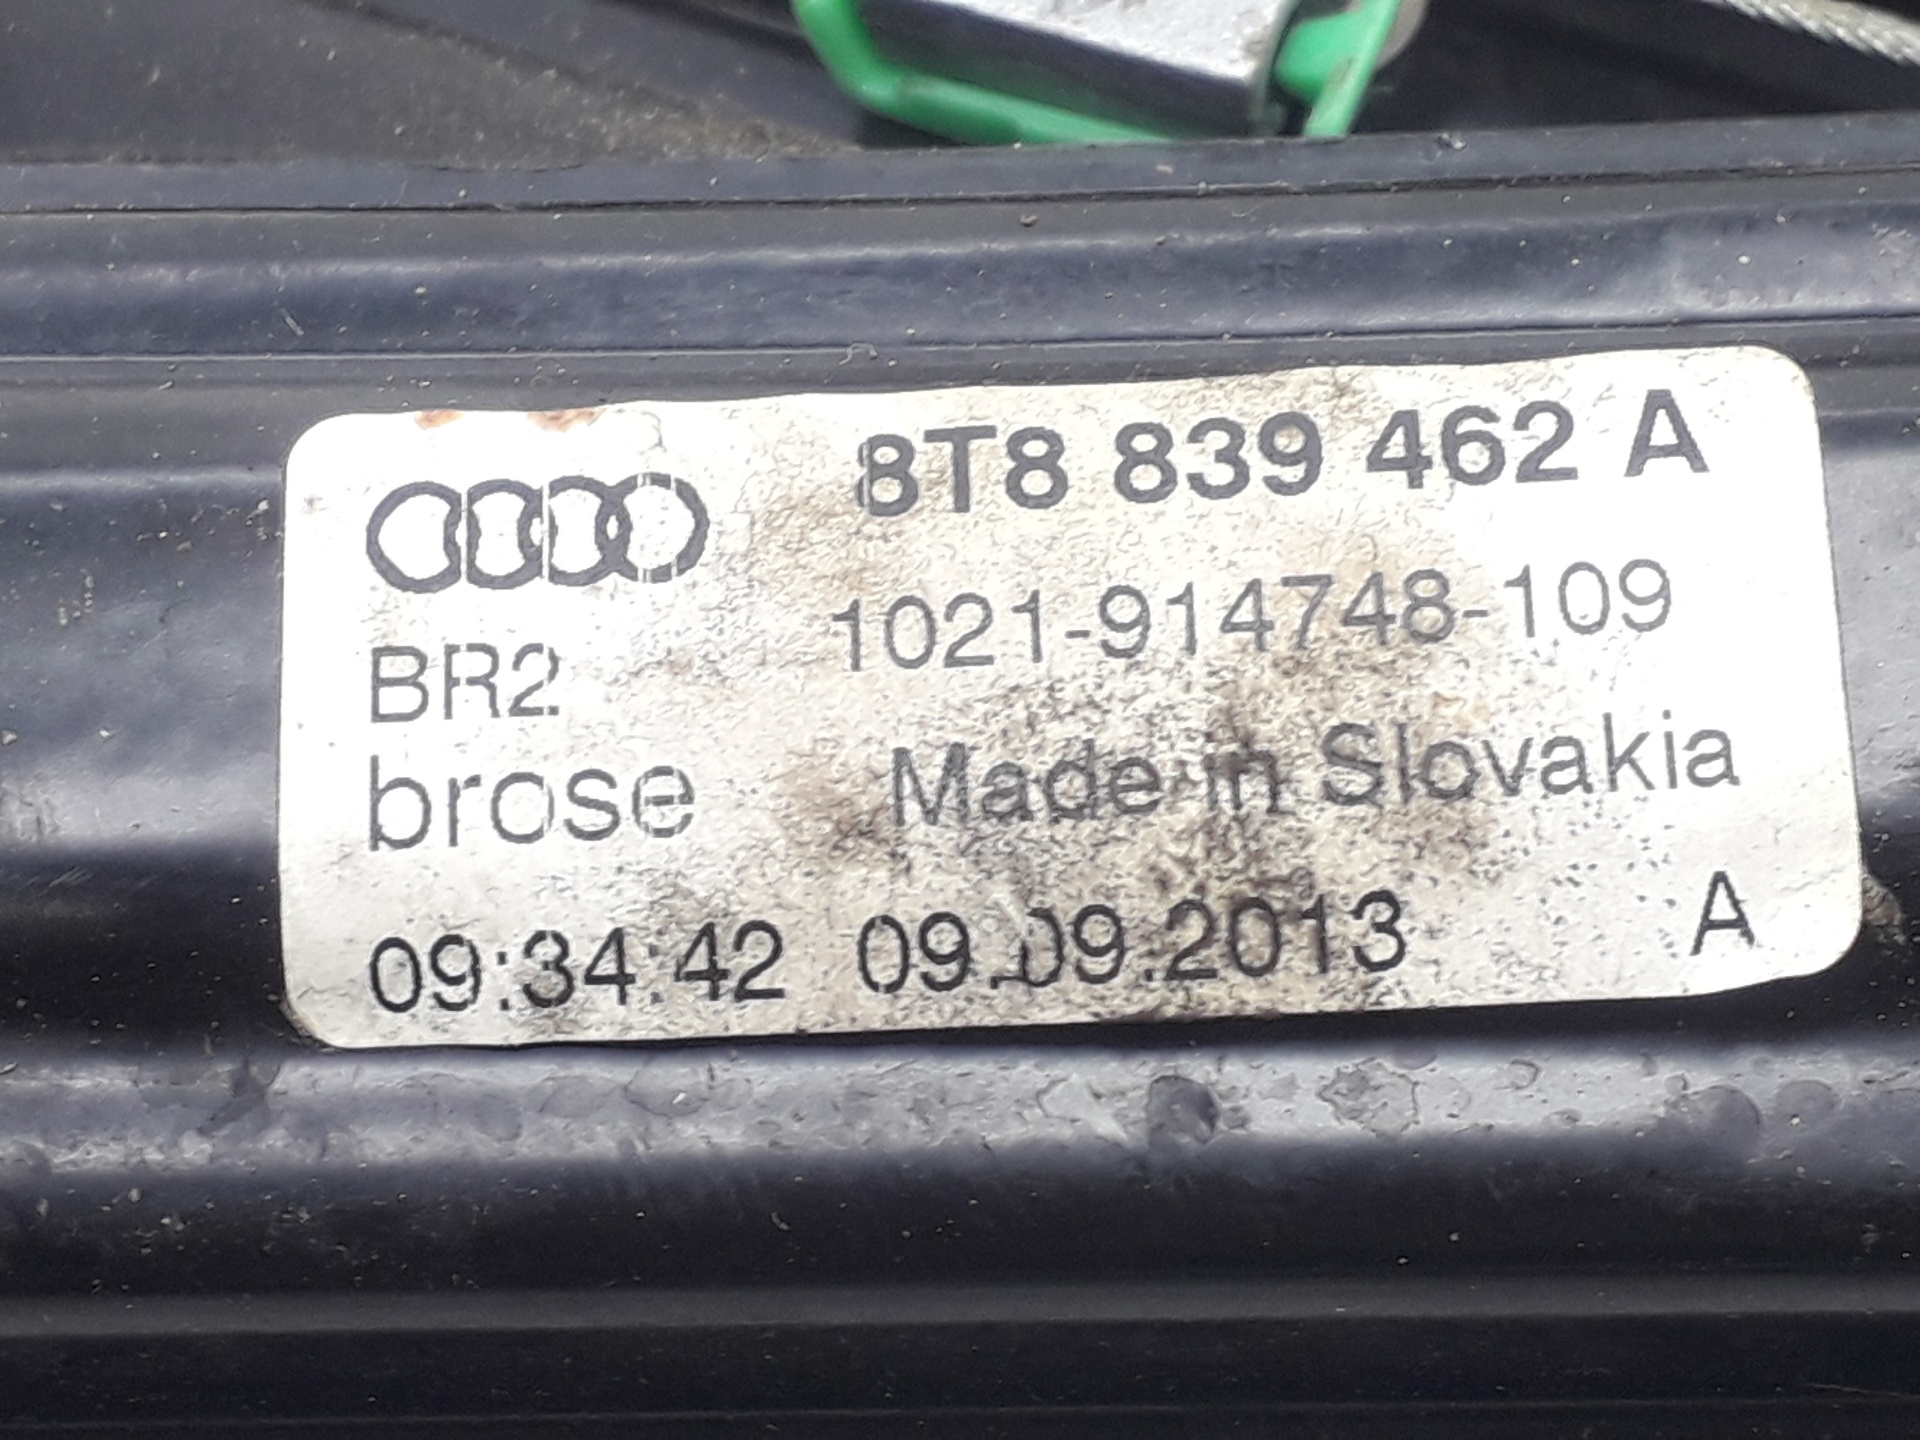 8T8 839 462 A
1021-914748-109
BR2
brose Made in Slovakia
09:34:42 09.09.2013 A